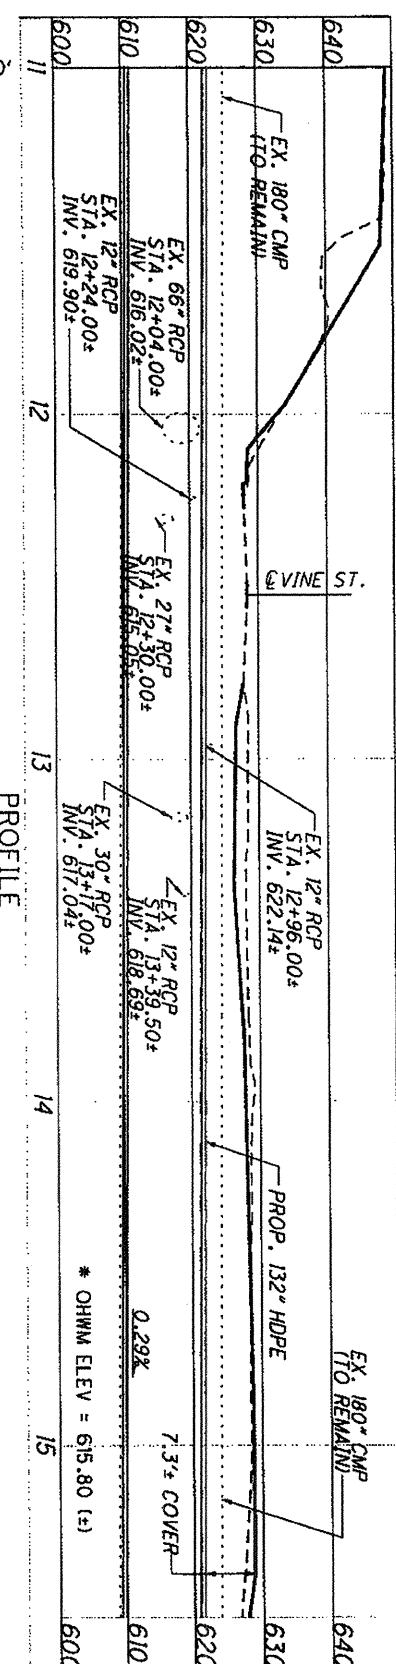 640
630
620
610
600
11
12
13
14
15
640
630
620
610
600
EX. 180" CMP
(TO REMAIN)
EX. 66" RCP
STA. 12+04.00±
INV. 616.02±
EX. 12" RCP
STA. 12+24.00±
INV. 619.90±
℄ VINE ST.
EX. 27" RCP
STA. 12+30.00±
INV. 615.05±
EX. 12" RCP
STA. 12+96.00±
INV. 622.14±
EX. 30" RCP
STA. 13+17.00±
INV. 617.04±
EX. 12" RCP
STA. 13+39.50±
INV. 618.69±
PROP. 132" HDPE
EX. 180" CMP
(TO REMAIN)
0.29%
7.3'± COVER
* OHWM ELEV = 615.80 (±)
PROFILE